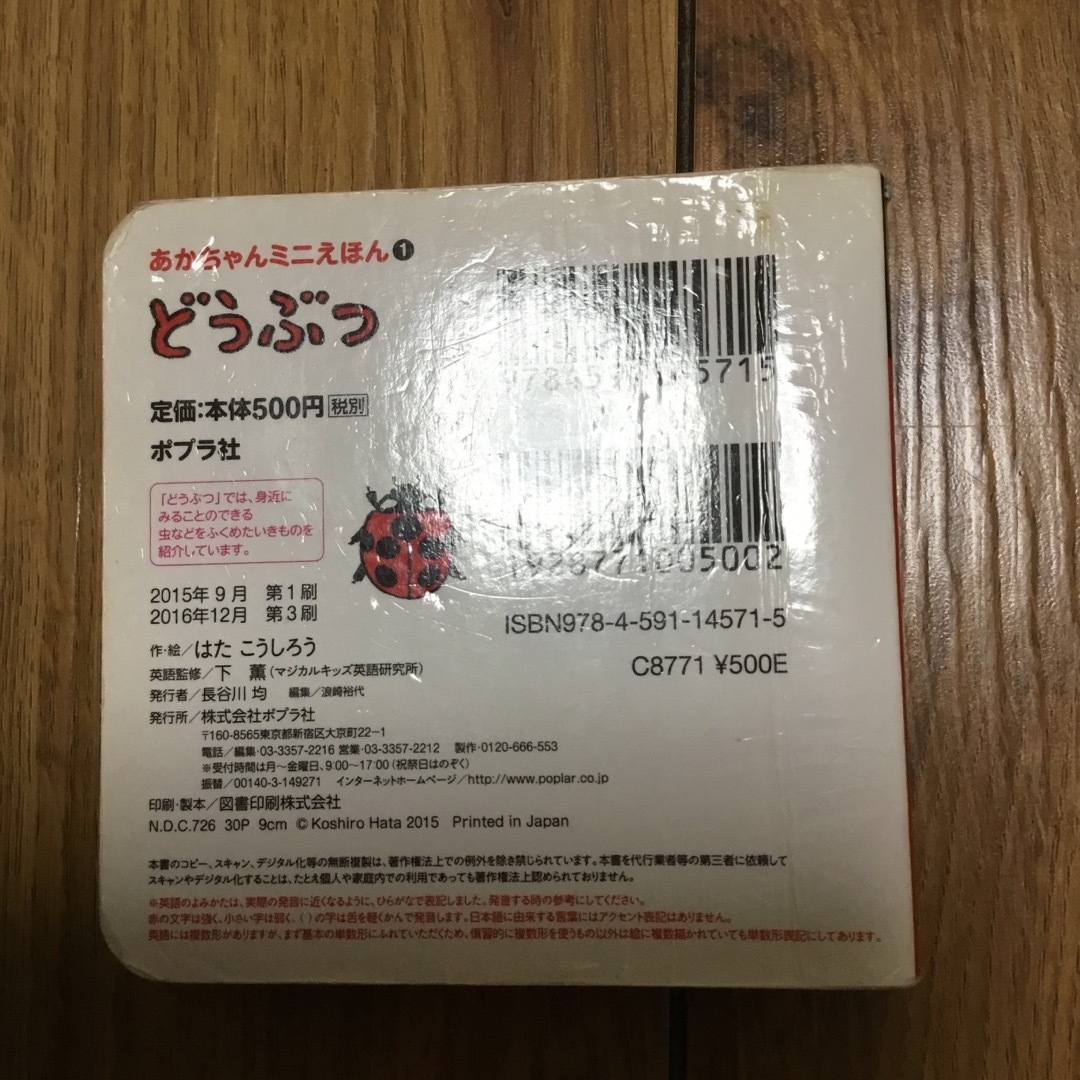 あかちゃんミニえほん❶
どうぶつ
定価:本体500円 税別
ポプラ社
「どうぶつ」では、身近に
みることのできる
虫などをふくめたいきものを
紹介しています。
2015年9月 第1刷
2016年12月 第3刷
作・絵/はた こうしろう
英語監修/下 薫(マジカルキッズ英語研究所)
発行者/長谷川 均 編集/浪崎裕代
発行所/株式会社ポプラ社
〒160-8565東京都新宿区大京町22-1
電話/編集・03-3357-2216 営業・03-3357-2212 製作・0120-666-553
※受付時間は月〜金曜日、9:00〜17:00(祝祭日はのぞく)
振替/00140-3-149271 インターネットホームページ/http://www.poplar.co.jp
印刷・製本/図書印刷株式会社
N.D.C.726 30P 9cm © Koshiro Hata 2015 Printed in Japan
5715
1928771005002
ISBN978-4-591-14571-5
C8771 ¥500E
本書のコピー、スキャン、デジタル化等の無断複製は、著作権法上での例外を除き禁じられています。本書を代行業者等の第三者に依頼して
スキャンやデジタル化することは、たとえ個人や家庭内での利用であっても著作権法上認められておりません。
※英語のよみかたは、実際の発音に近くなるように、ひらがなで表記しました。発音する時の参考にしてください。
赤の文字は強く、小さい字は弱く、( )の字は舌を軽くかんで発音します。日本語に由来する言葉にはアクセント表記はありません。
英語には複数形がありますが、まず基本の単数形にふれていただくため、慣習的に複数形を使うもの以外は絵に複数描かれていても単数形表記にしてあります。